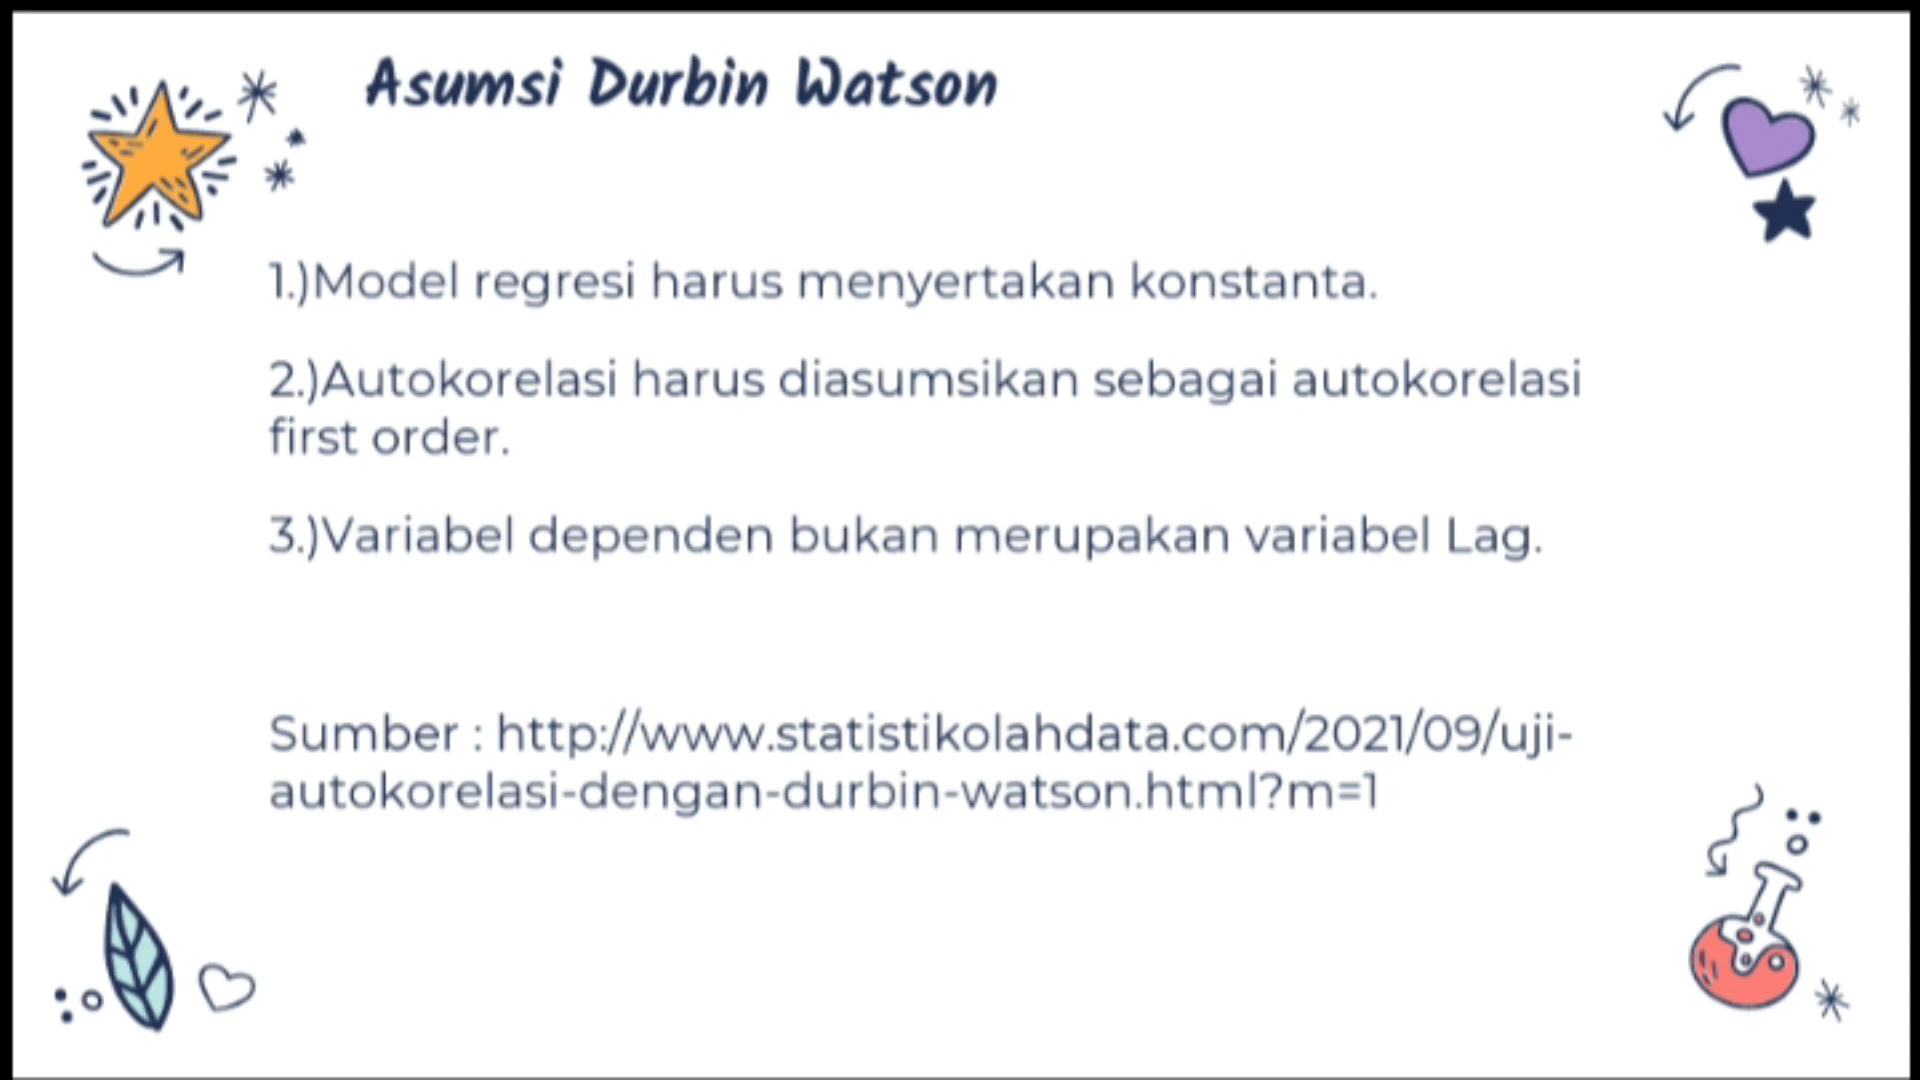 Asumsi Durbin Watson
1.)Model regresi harus menyertakan konstanta.
2.)Autokorelasi harus diasumsikan sebagai autokorelasi
first order.
3.)Variabel dependen bukan merupakan variabel Lag.
Sumber : http://www.statistikolahdata.com/2021/09/uji-
autokorelasi-dengan-durbin-watson.html?m=1